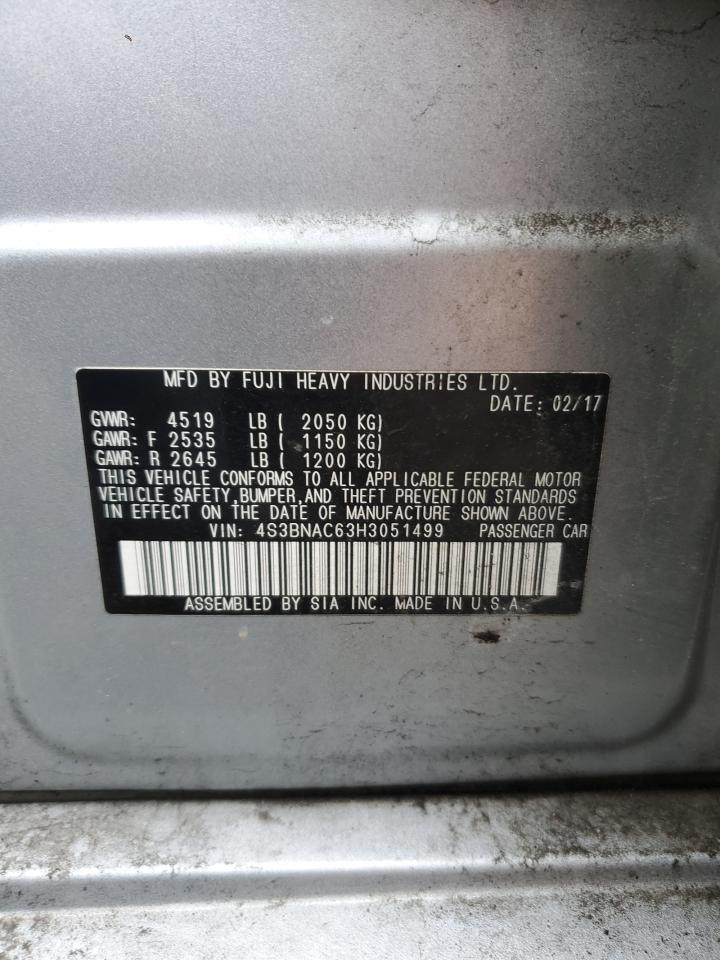 MFD BY FUJI HEAVY INDUSTRIES LTD.
DATE: 02/17
GVWR: 4519 LB ( 2050 KG)
GAWR: F 2535 LB ( 1150 KG)
GAWR: R 2645 LB ( 1200 KG)
THIS VEHICLE CONFORMS TO ALL APPLICABLE FEDERAL MOTOR
VEHICLE SAFETY,BUMPER,AND THEFT PREVENTION STANDARDS
IN EFFECT ON THE DATE OF MANUFACTURE SHOWN ABOVE.
VIN: 4S3BNAC63H3051499 PASSENGER CAR
ASSEMBLED BY SIA INC. MADE IN U.S.A.